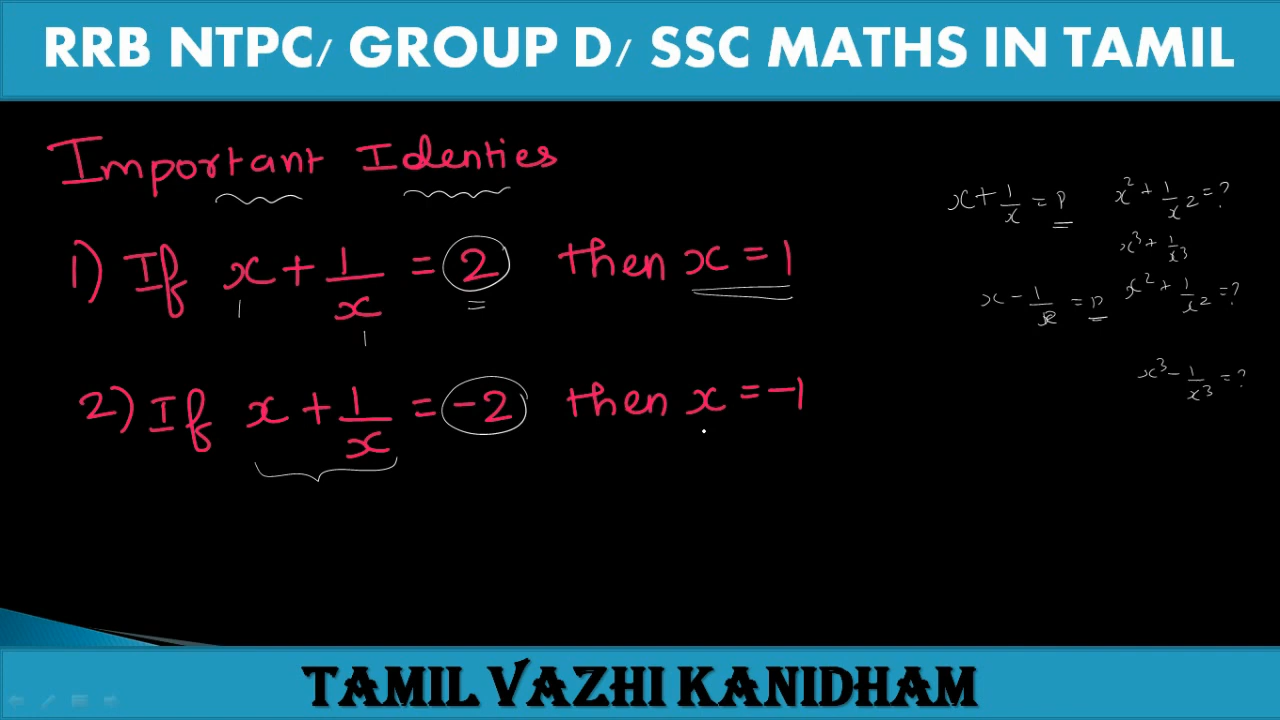 RRB NTPC/ GROUP D/ SSC MATHS IN TAMIL
Important Identies
1) If x + 1/x = 2 then x = 1
1
1
2) If x + 1/x = -2 then x = -1
x + 1/x = p x² + 1/x² = ?
x³ + 1/x³
x - 1/x = p x² + 1/x² = ?
x³ - 1/x³ = ?
TAMIL VAZHI KANIDHAM